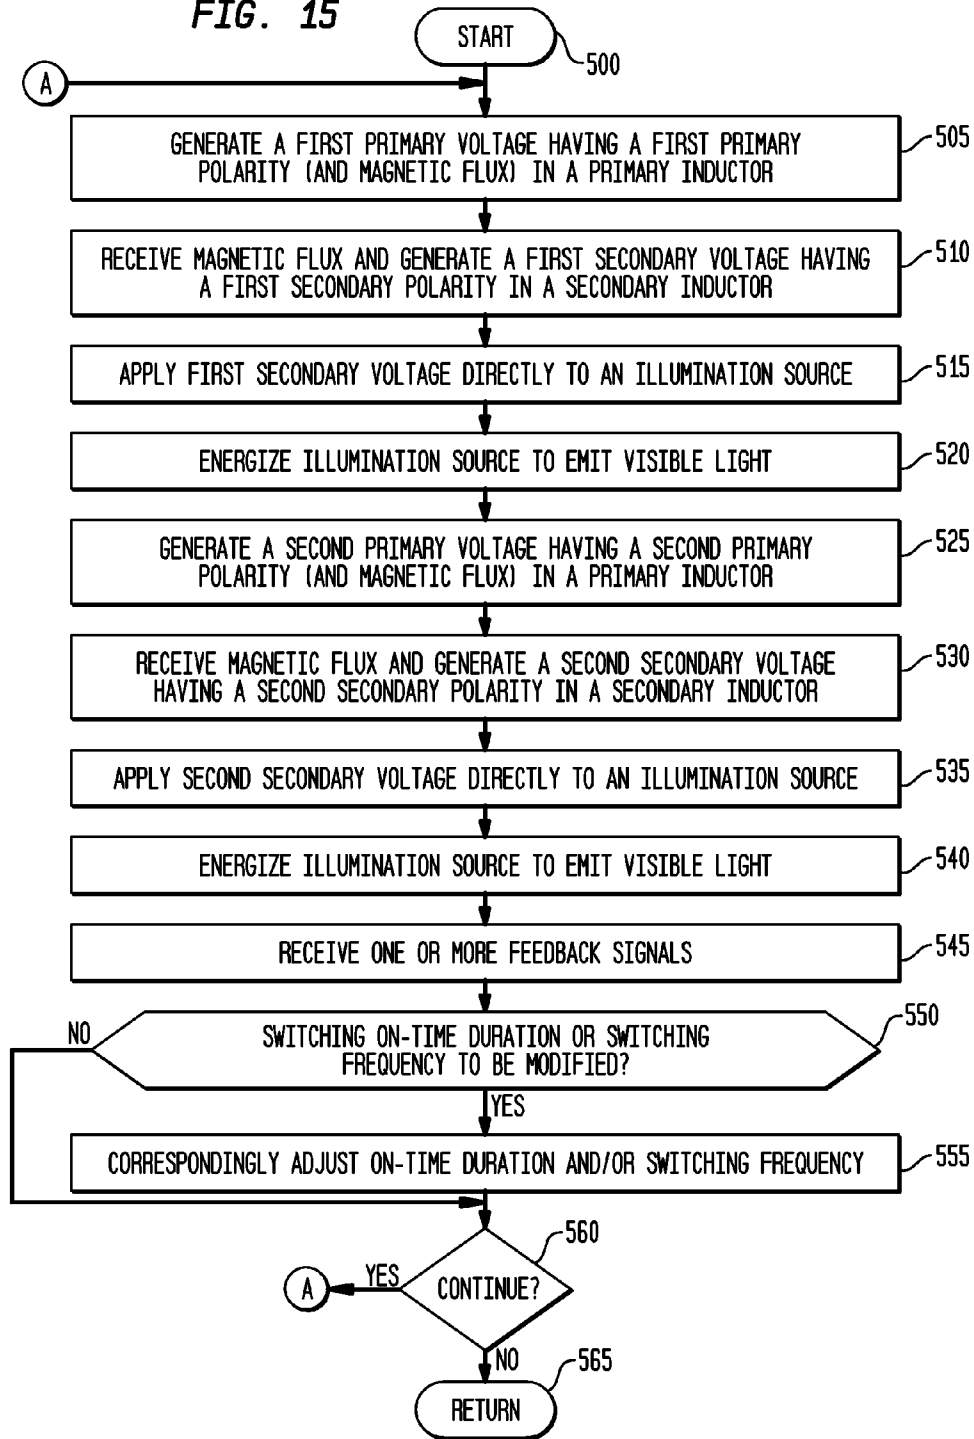 FIG. 15
START
500
A
GENERATE A FIRST PRIMARY VOLTAGE HAVING A FIRST PRIMARY
POLARITY (AND MAGNETIC FLUX) IN A PRIMARY INDUCTOR
505
RECEIVE MAGNETIC FLUX AND GENERATE A FIRST SECONDARY VOLTAGE HAVING
A FIRST SECONDARY POLARITY IN A SECONDARY INDUCTOR
510
APPLY FIRST SECONDARY VOLTAGE DIRECTLY TO AN ILLUMINATION SOURCE
515
ENERGIZE ILLUMINATION SOURCE TO EMIT VISIBLE LIGHT
520
GENERATE A SECOND PRIMARY VOLTAGE HAVING A SECOND PRIMARY
POLARITY (AND MAGNETIC FLUX) IN A PRIMARY INDUCTOR
525
RECEIVE MAGNETIC FLUX AND GENERATE A SECOND SECONDARY VOLTAGE
HAVING A SECOND SECONDARY POLARITY IN A SECONDARY INDUCTOR
530
APPLY SECOND SECONDARY VOLTAGE DIRECTLY TO AN ILLUMINATION SOURCE
535
ENERGIZE ILLUMINATION SOURCE TO EMIT VISIBLE LIGHT
540
RECEIVE ONE OR MORE FEEDBACK SIGNALS
545
NO
SWITCHING ON-TIME DURATION OR SWITCHING
FREQUENCY TO BE MODIFIED?
550
YES
CORRESPONDINGLY ADJUST ON-TIME DURATION AND/OR SWITCHING FREQUENCY
555
560
A
YES
CONTINUE?
NO
565
RETURN